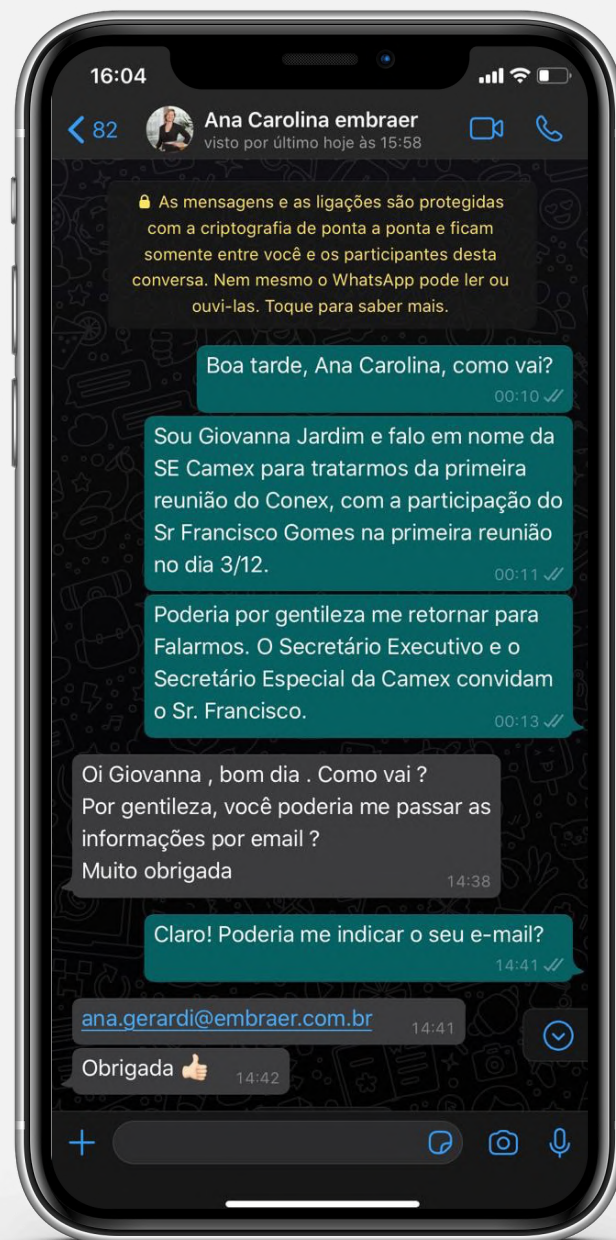 16:04
82
Ana Carolina embraer
visto por último hoje às 15:58
As mensagens e as ligações são protegidas
com a criptografia de ponta a ponta e ficam
somente entre você e os participantes desta
conversa. Nem mesmo o WhatsApp pode ler ou
ouvi-las. Toque para saber mais.
Boa tarde, Ana Carolina, como vai?
00:10
Sou Giovanna Jardim e falo em nome da
SE Camex para tratarmos da primeira
reunião do Conex, com a participação do
Sr Francisco Gomes na primeira reunião
no dia 3/12.
00:11
Poderia por gentileza me retornar para
Falarmos. O Secretário Executivo e o
Secretário Especial da Camex convidam
o Sr. Francisco.
00:13
Oi Giovanna , bom dia . Como vai ?
Por gentileza, você poderia me passar as
informações por email ?
Muito obrigada
14:38
Claro! Poderia me indicar o seu e-mail?
14:41
ana.gerardi@embraer.com.br
14:41
Obrigada 👍🏻
14:42